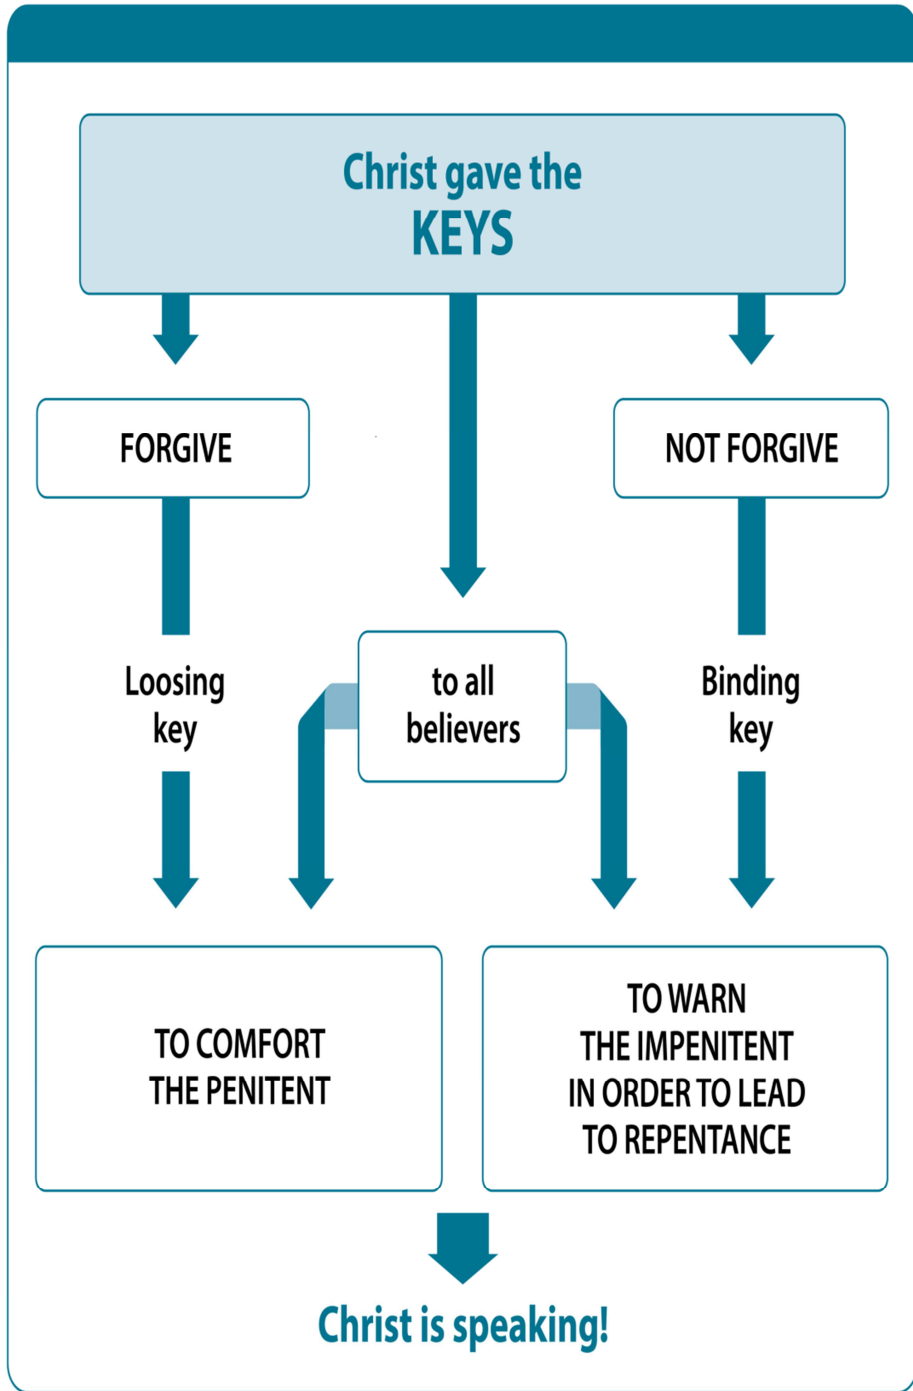 Christ gave the
KEYS
FORGIVE
NOT FORGIVE
Loosing
key
to all
believers
Binding
key
TO COMFORT
THE PENITENT
TO WARN
THE IMPENITENT
IN ORDER TO LEAD
TO REPENTANCE
Christ is speaking!